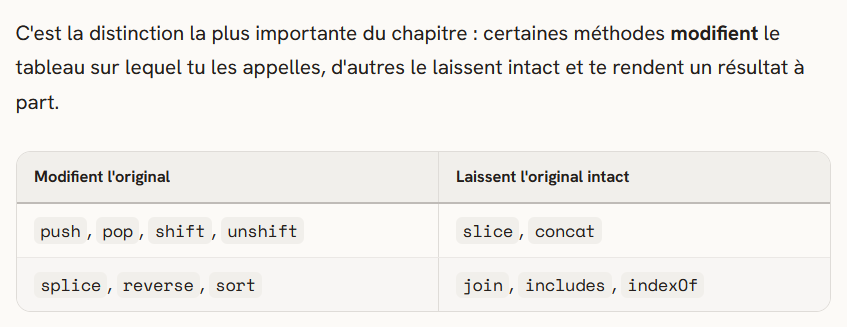 C'est la distinction la plus importante du chapitre : certaines méthodes modifient le
tableau sur lequel tu les appelles, d'autres le laissent intact et te rendent un résultat à
part.
Modifient l'original Laissent l'original intact
push, pop, shift, unshift slice, concat
splice, reverse, sort join, includes, indexOf